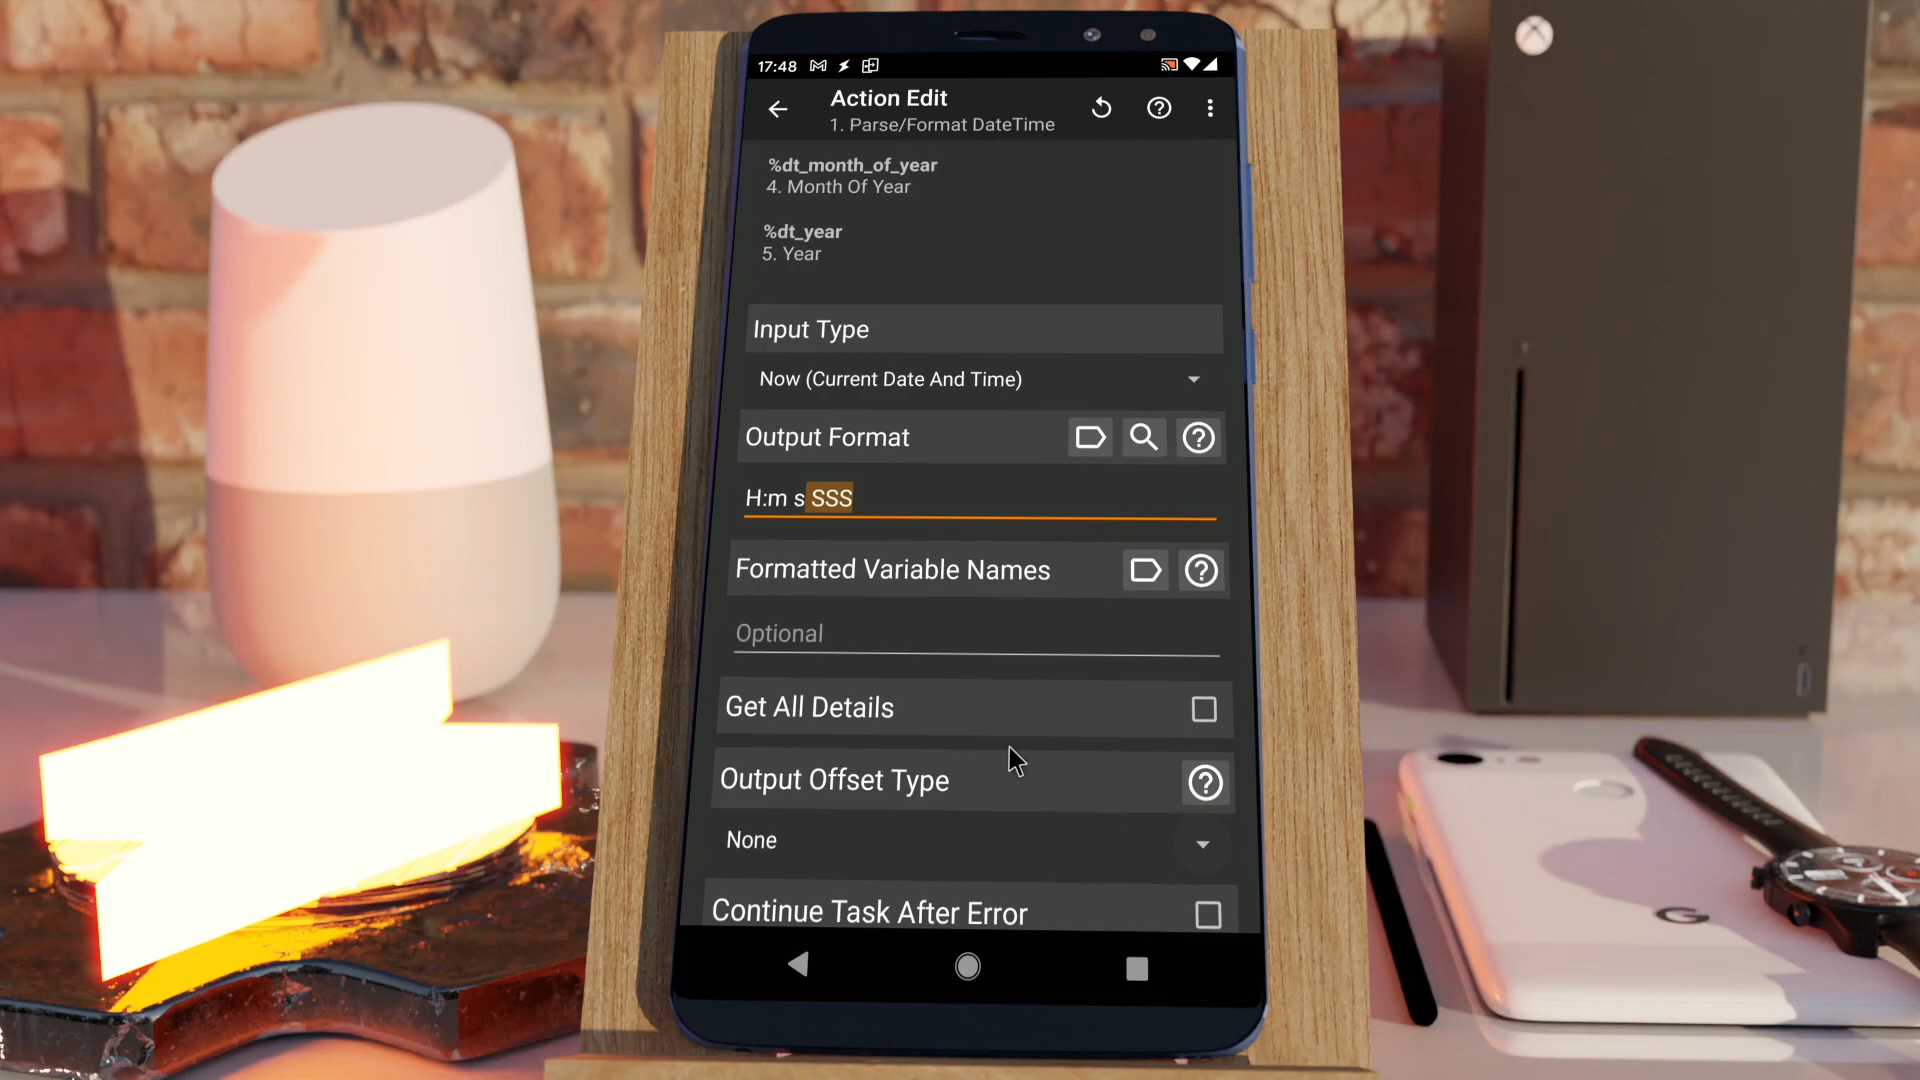 17:48
Action Edit
1. Parse/Format DateTime
%dt_month_of_year
4. Month Of Year
%dt_year
5. Year
Input Type
Now (Current Date And Time)
Output Format
H:m s SSS
Formatted Variable Names
Optional
Get All Details
Output Offset Type
None
Continue Task After Error
G